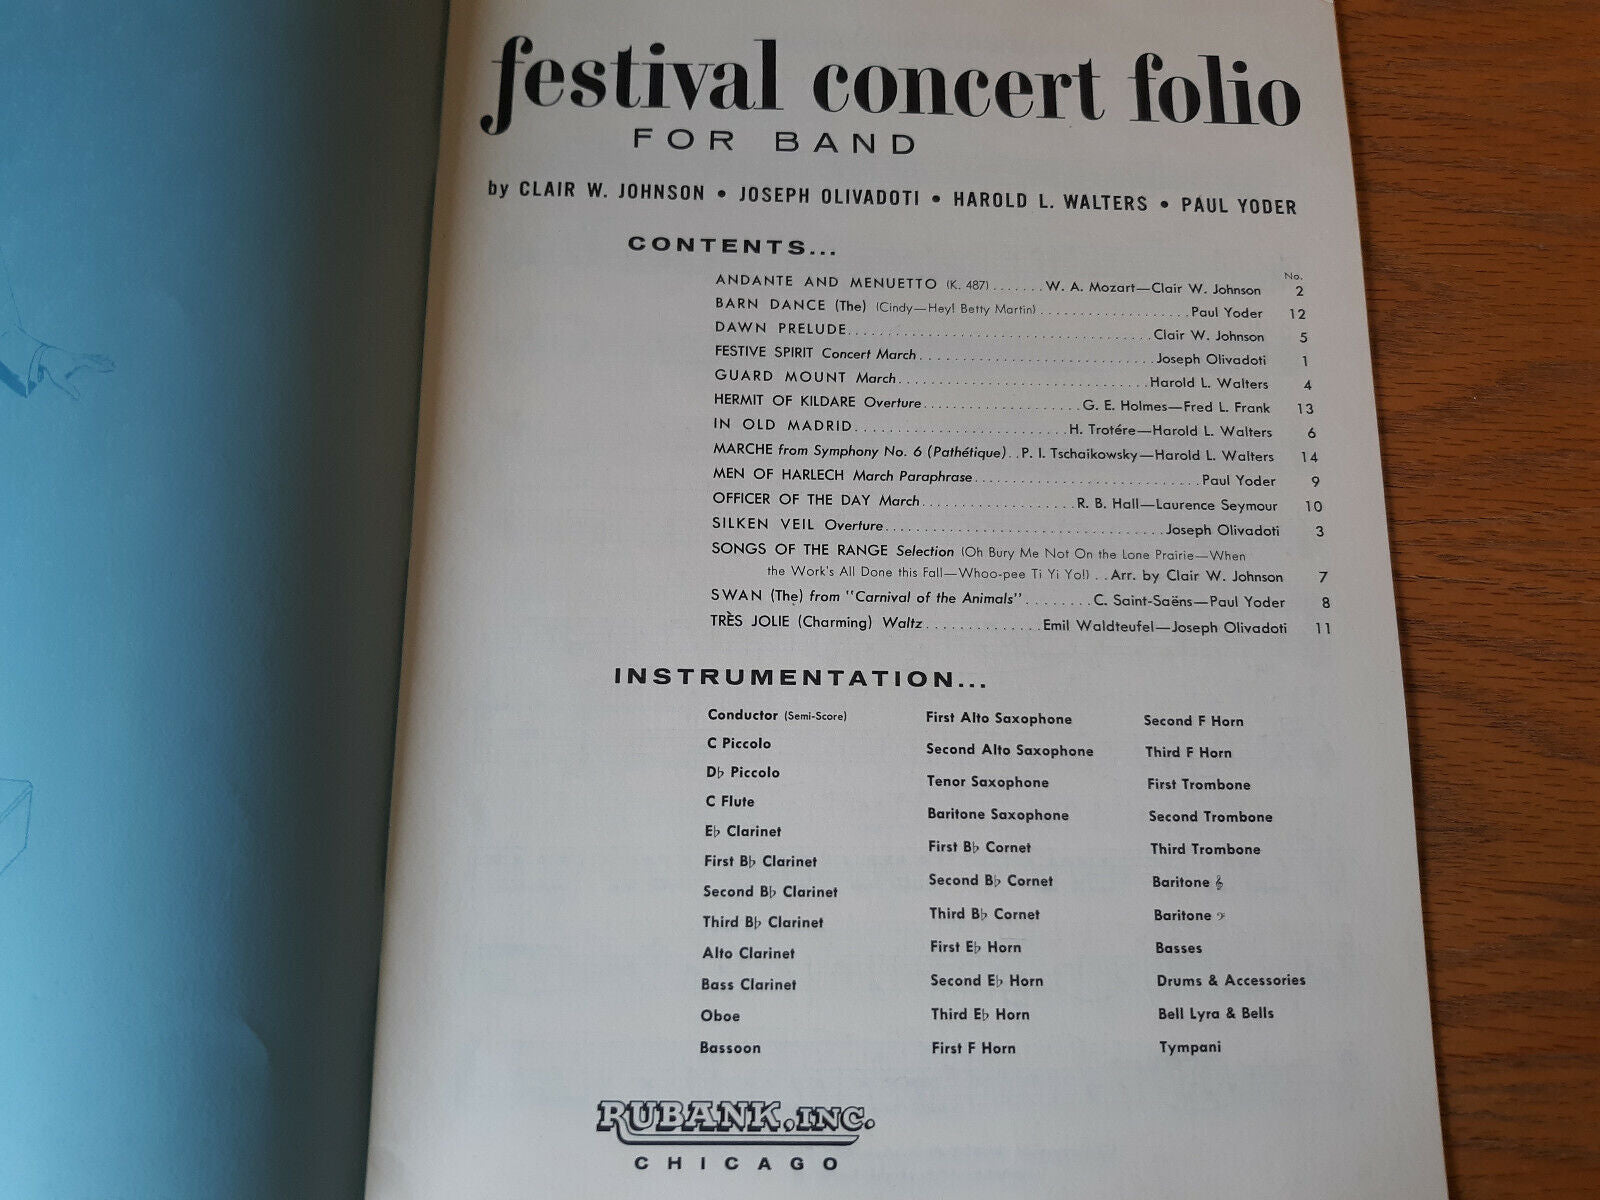 festival concert folio
FOR BAND
by CLAIR W. JOHNSON • JOSEPH OLIVADOTI • HAROLD L. WALTERS • PAUL YODER
CONTENTS...
No.
ANDANTE AND MENUETTO (K. 487).......W. A. Mozart—Clair W. Johnson 2
BARN DANCE (The) (Cindy—Hey! Betty Martin)...................Paul Yoder 12
DAWN PRELUDE................................Clair W. Johnson 5
FESTIVE SPIRIT Concert March.........................Joseph Olivadoti 1
GUARD MOUNT March...........................Harold L. Walters 4
HERMIT OF KILDARE Overture.....................G. E. Holmes—Fred L. Frank 13
IN OLD MADRID.......................H. Trotére—Harold L. Walters 6
MARCHE from Symphony No. 6 (Pathétique)..P. I. Tschaikowsky—Harold L. Walters 14
MEN OF HARLECH March Paraphrase........................Paul Yoder 9
OFFICER OF THE DAY March...................R. B. Hall—Laurence Seymour 10
SILKEN VEIL Overture..............................Joseph Olivadoti 3
SONGS OF THE RANGE Selection (Oh Bury Me Not On the Lone Prairie—When
the Work's All Done this Fall—Whoo-pee Ti Yi Yo!)..Arr. by Clair W. Johnson 7
SWAN (The) from "Carnival of the Animals"........C. Saint-Saëns—Paul Yoder 8
TRÈS JOLIE (Charming) Waltz.............Emil Waldteufel—Joseph Olivadoti 11
INSTRUMENTATION...
Conductor (Semi-Score)
C Piccolo
D♭ Piccolo
C Flute
E♭ Clarinet
First B♭ Clarinet
Second B♭ Clarinet
Third B♭ Clarinet
Alto Clarinet
Bass Clarinet
Oboe
Bassoon
First Alto Saxophone
Second Alto Saxophone
Tenor Saxophone
Baritone Saxophone
First B♭ Cornet
Second B♭ Cornet
Third B♭ Cornet
First E♭ Horn
Second E♭ Horn
Third E♭ Horn
First F Horn
Second F Horn
Third F Horn
First Trombone
Second Trombone
Third Trombone
Baritone 𝄞
Baritone 𝄢
Basses
Drums & Accessories
Bell Lyra & Bells
Tympani
RUBANK, INC.
CHICAGO